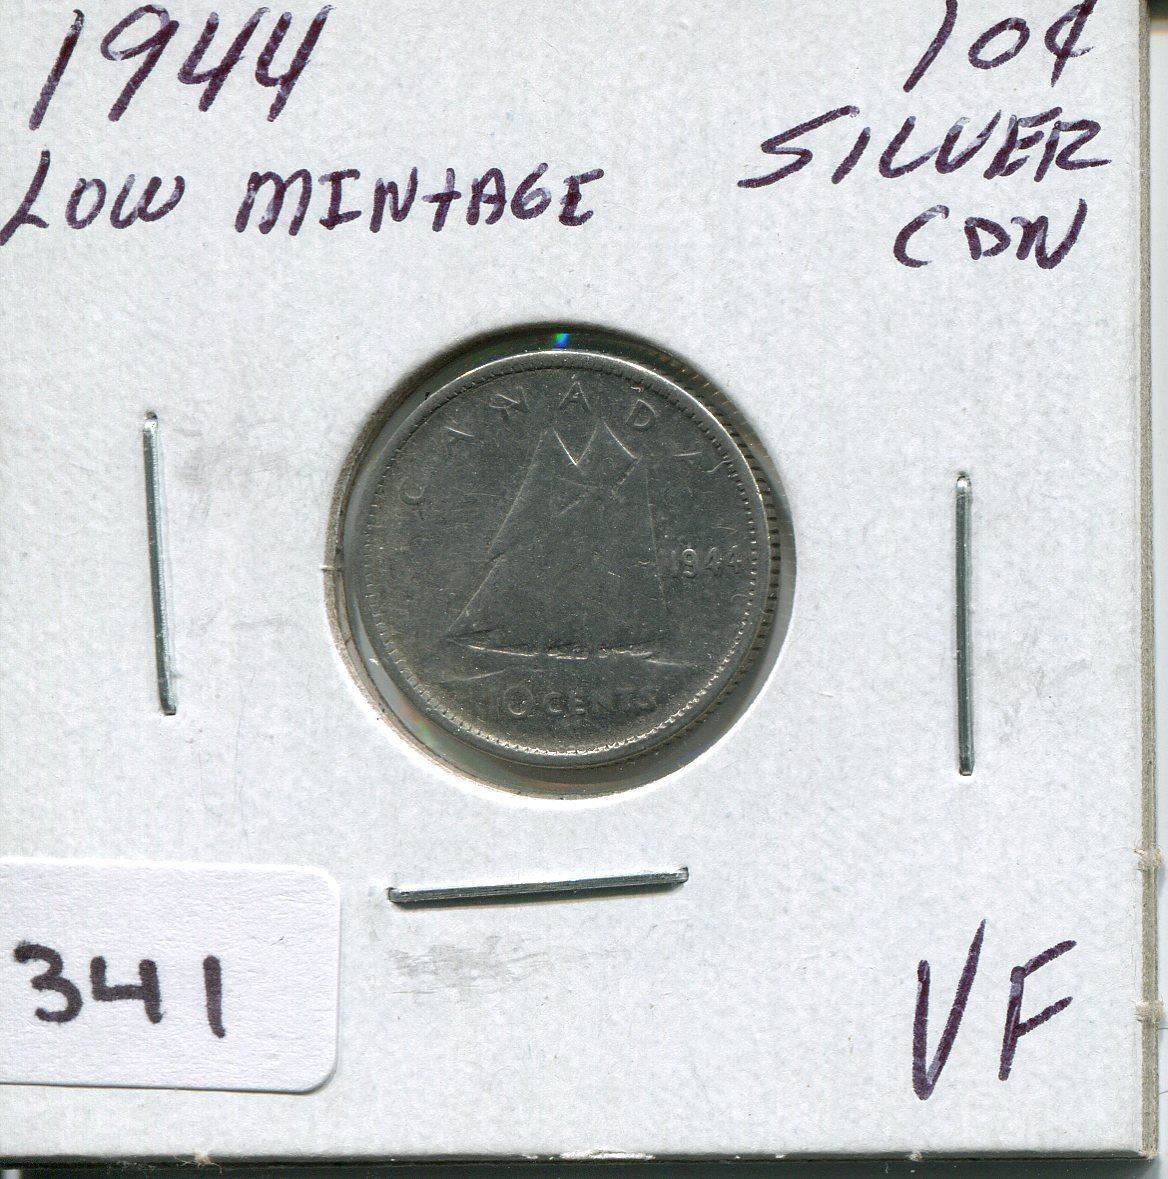 1944
10¢
LOW MINTAGE
SILVER
CDN
CANADA
1944
10 CENTS
341
VF